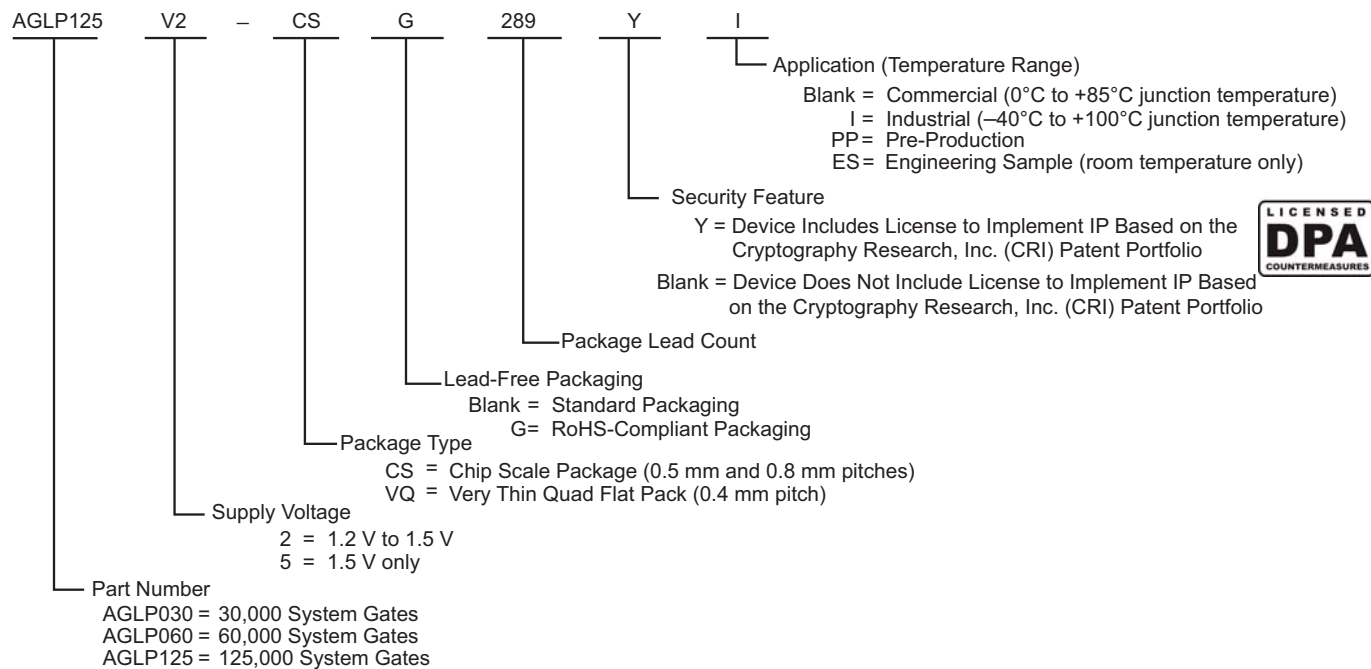 AGLP125 V2 – CS G 289 Y I
Application (Temperature Range)
Blank = Commercial (0°C to +85°C junction temperature)
I = Industrial (–40°C to +100°C junction temperature)
PP = Pre-Production
ES = Engineering Sample (room temperature only)
Security Feature
Y = Device Includes License to Implement IP Based on the
Cryptography Research, Inc. (CRI) Patent Portfolio
Blank = Device Does Not Include License to Implement IP Based
on the Cryptography Research, Inc. (CRI) Patent Portfolio
LICENSED
DPA
COUNTERMEASURES
Package Lead Count
Lead-Free Packaging
Blank = Standard Packaging
G= RoHS-Compliant Packaging
Package Type
CS = Chip Scale Package (0.5 mm and 0.8 mm pitches)
VQ = Very Thin Quad Flat Pack (0.4 mm pitch)
Supply Voltage
2 = 1.2 V to 1.5 V
5 = 1.5 V only
Part Number
AGLP030 = 30,000 System Gates
AGLP060 = 60,000 System Gates
AGLP125 = 125,000 System Gates